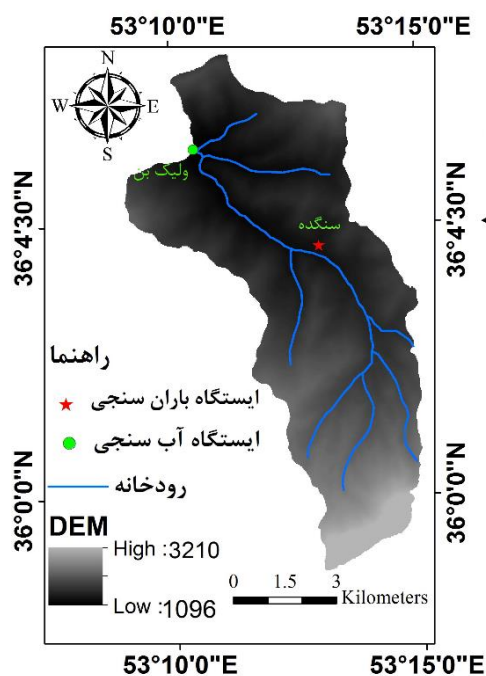 53°10'0"E
53°15'0"E
N
W
E
S
ولیک بن
سنگده
36°4'30"N
36°4'30"N
راهنما
ایستگاه باران سنجی
ایستگاه آب سنجی
رودخانه
36°0'0"N
36°0'0"N
DEM
High :3210
Low :1096
0 1.5 3
Kilometers
53°10'0"E
53°15'0"E